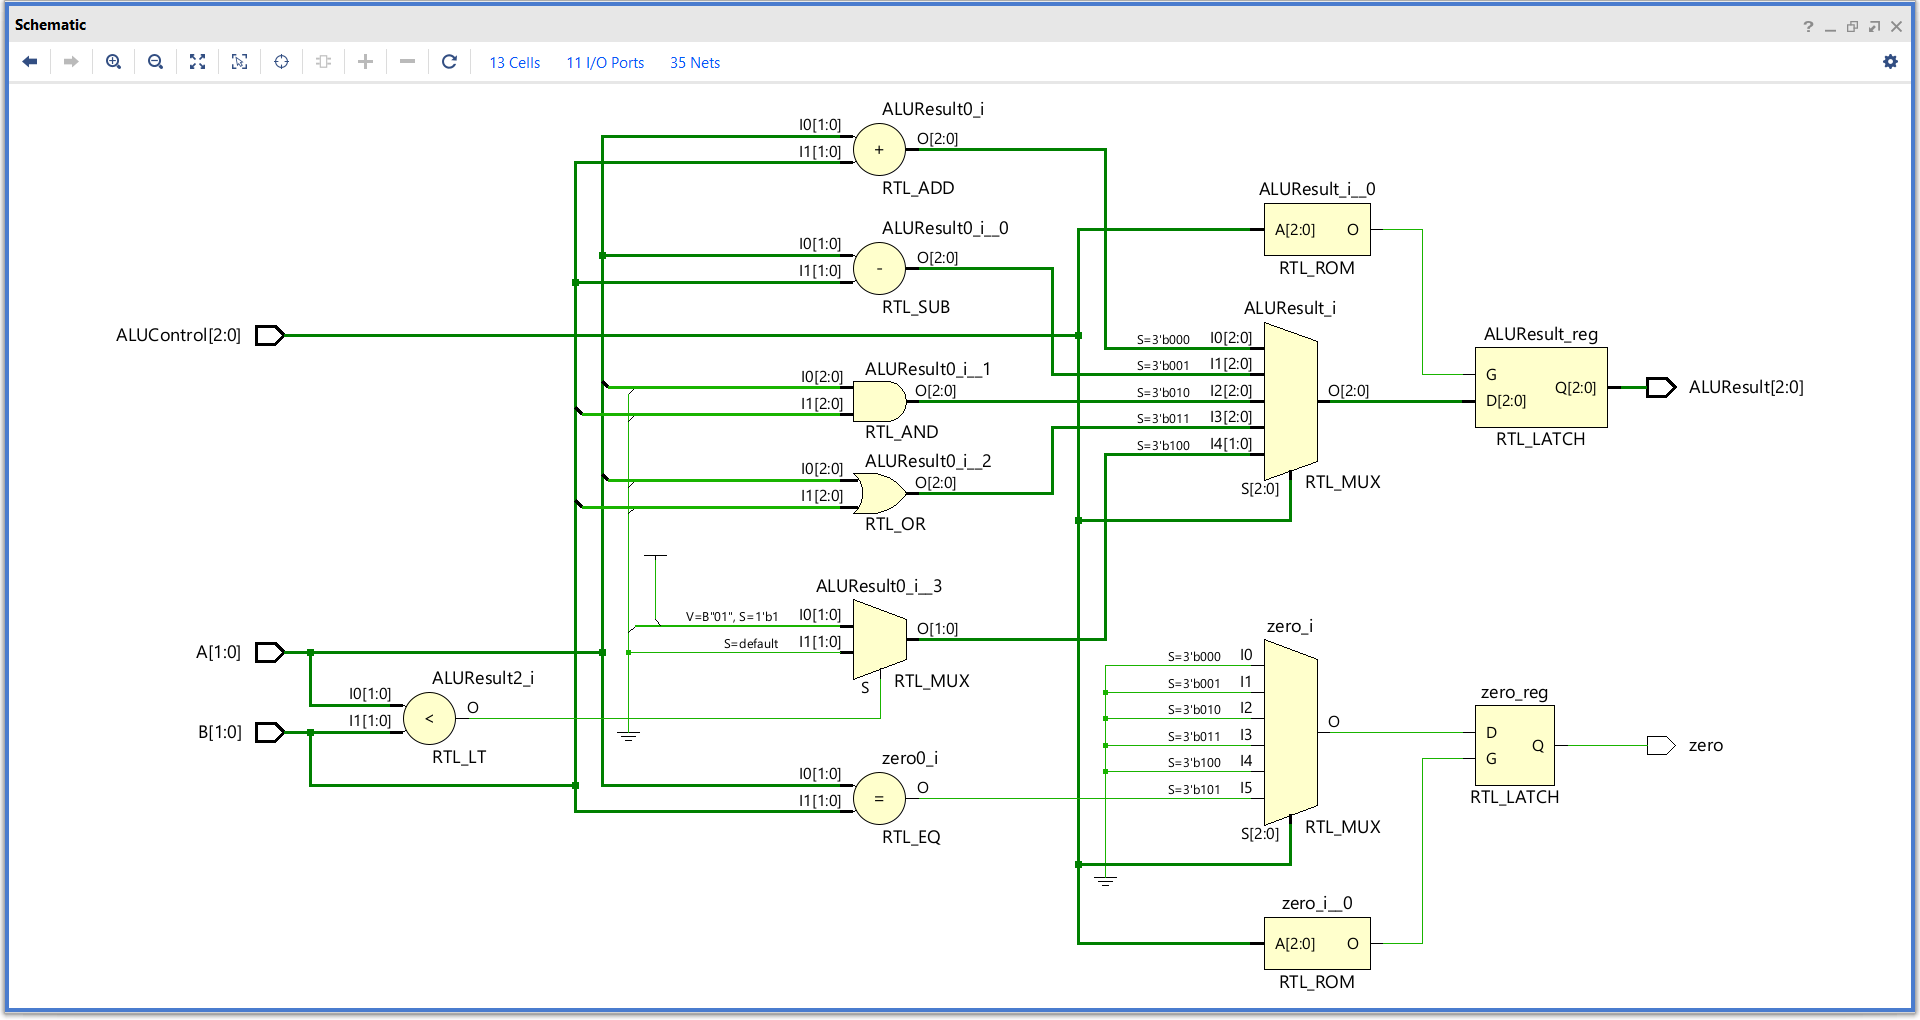 Schematic
13 Cells 11 I/O Ports 35 Nets
ALUResult0_i
I0[1:0]
I1[1:0]
+
O[2:0]
RTL_ADD
ALUResult0_i__0
I0[1:0]
I1[1:0]
-
O[2:0]
RTL_SUB
ALUControl[2:0]
ALUResult0_i__1
I0[2:0]
I1[2:0]
O[2:0]
RTL_AND
ALUResult0_i__2
I0[2:0]
I1[2:0]
O[2:0]
RTL_OR
ALUResult0_i__3
V=B"01", S=1'b1 I0[1:0]
S=default I1[1:0]
O[1:0]
S
RTL_MUX
A[1:0]
B[1:0]
ALUResult2_i
I0[1:0]
I1[1:0]
<
O
RTL_LT
zero0_i
I0[1:0]
I1[1:0]
=
O
RTL_EQ
ALUResult_i__0
A[2:0] O
RTL_ROM
ALUResult_i
S=3'b000 I0[2:0]
S=3'b001 I1[2:0]
S=3'b010 I2[2:0]
S=3'b011 I3[2:0]
S=3'b100 I4[1:0]
O[2:0]
S[2:0]
RTL_MUX
ALUResult_reg
G
D[2:0]
Q[2:0]
RTL_LATCH
ALUResult[2:0]
zero_i
S=3'b000 I0
S=3'b001 I1
S=3'b010 I2
S=3'b011 I3
S=3'b100 I4
S=3'b101 I5
O
S[2:0]
RTL_MUX
zero_reg
D
G
Q
RTL_LATCH
zero
zero_i__0
A[2:0] O
RTL_ROM